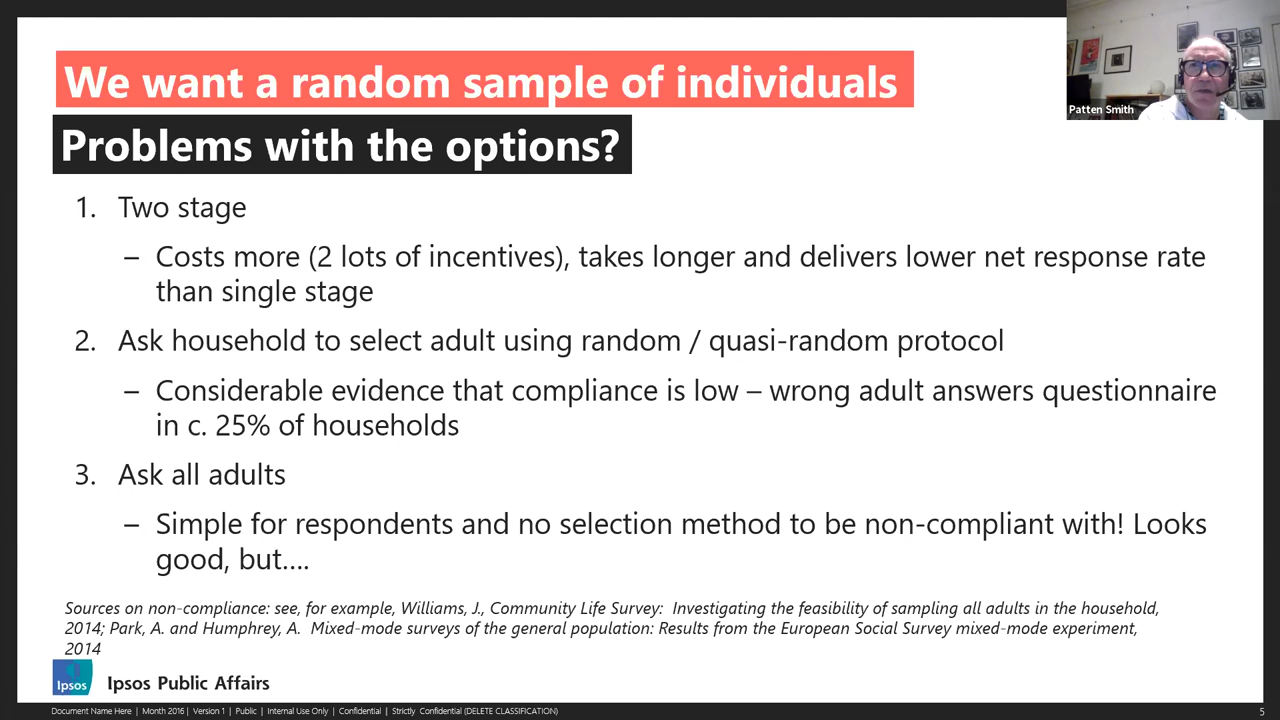 We want a random sample of individuals
Patten Smith
Problems with the options?
1. Two stage
– Costs more (2 lots of incentives), takes longer and delivers lower net response rate
than single stage
2. Ask household to select adult using random / quasi-random protocol
– Considerable evidence that compliance is low – wrong adult answers questionnaire
in c. 25% of households
3. Ask all adults
– Simple for respondents and no selection method to be non-compliant with! Looks
good, but....
Sources on non-compliance: see, for example, Williams, J., Community Life Survey: Investigating the feasibility of sampling all adults in the household,
2014; Park, A. and Humphrey, A. Mixed-mode surveys of the general population: Results from the European Social Survey mixed-mode experiment,
2014
Ipsos
Ipsos Public Affairs
Document Name Here | Month 2016 | Version 1 | Public | Internal Use Only | Confidential | Strictly Confidential (DELETE CLASSIFICATION)
5